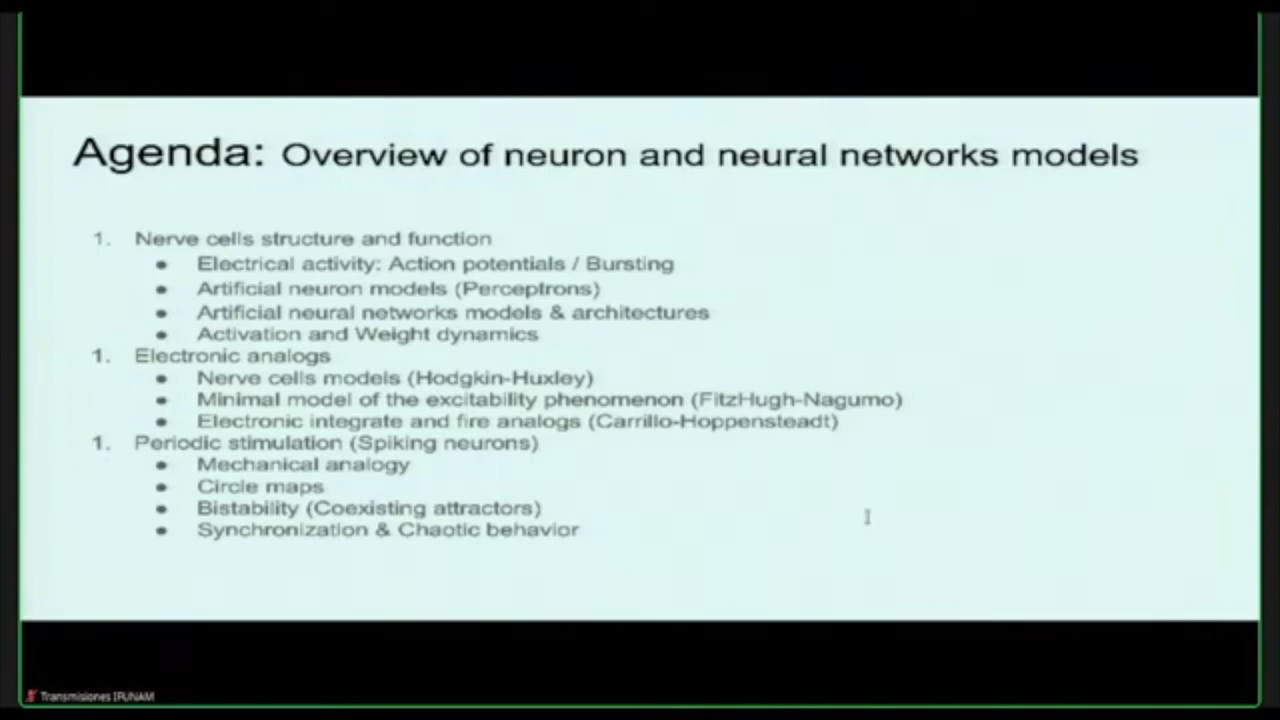 Agenda: Overview of neuron and neural networks models
1. Nerve cells structure and function
● Electrical activity: Action potentials / Bursting
● Artificial neuron models (Perceptrons)
● Artificial neural networks models & architectures
● Activation and Weight dynamics
1. Electronic analogs
● Nerve cells models (Hodgkin-Huxley)
● Minimal model of the excitability phenomenon (FitzHugh-Nagumo)
● Electronic integrate and fire analogs (Carrillo-Hoppensteadt)
1. Periodic stimulation (Spiking neurons)
● Mechanical analogy
● Circle maps
● Bistability (Coexisting attractors)
● Synchronization & Chaotic behavior
Transmisiones